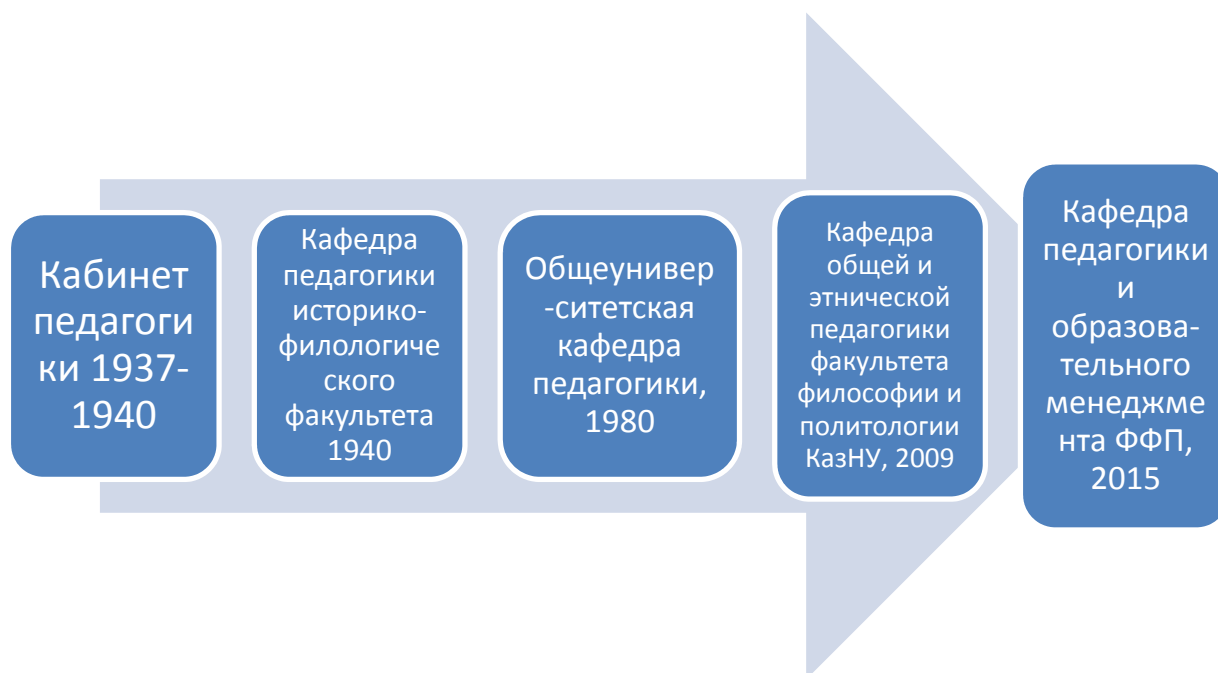 Кабинет
педагоги
ки 1937-
1940
Кафедра
педагогики
историко-
филологиче
ского
факультета
1940
Общеунивер
-ситетская
кафедра
педагогики,
1980
Кафедра
общей и
этнической
педагогики
факультета
философии и
политологии
КазНУ, 2009
Кафедра
педагогики
и
образова-
тельного
менеджме
нта ФФП,
2015